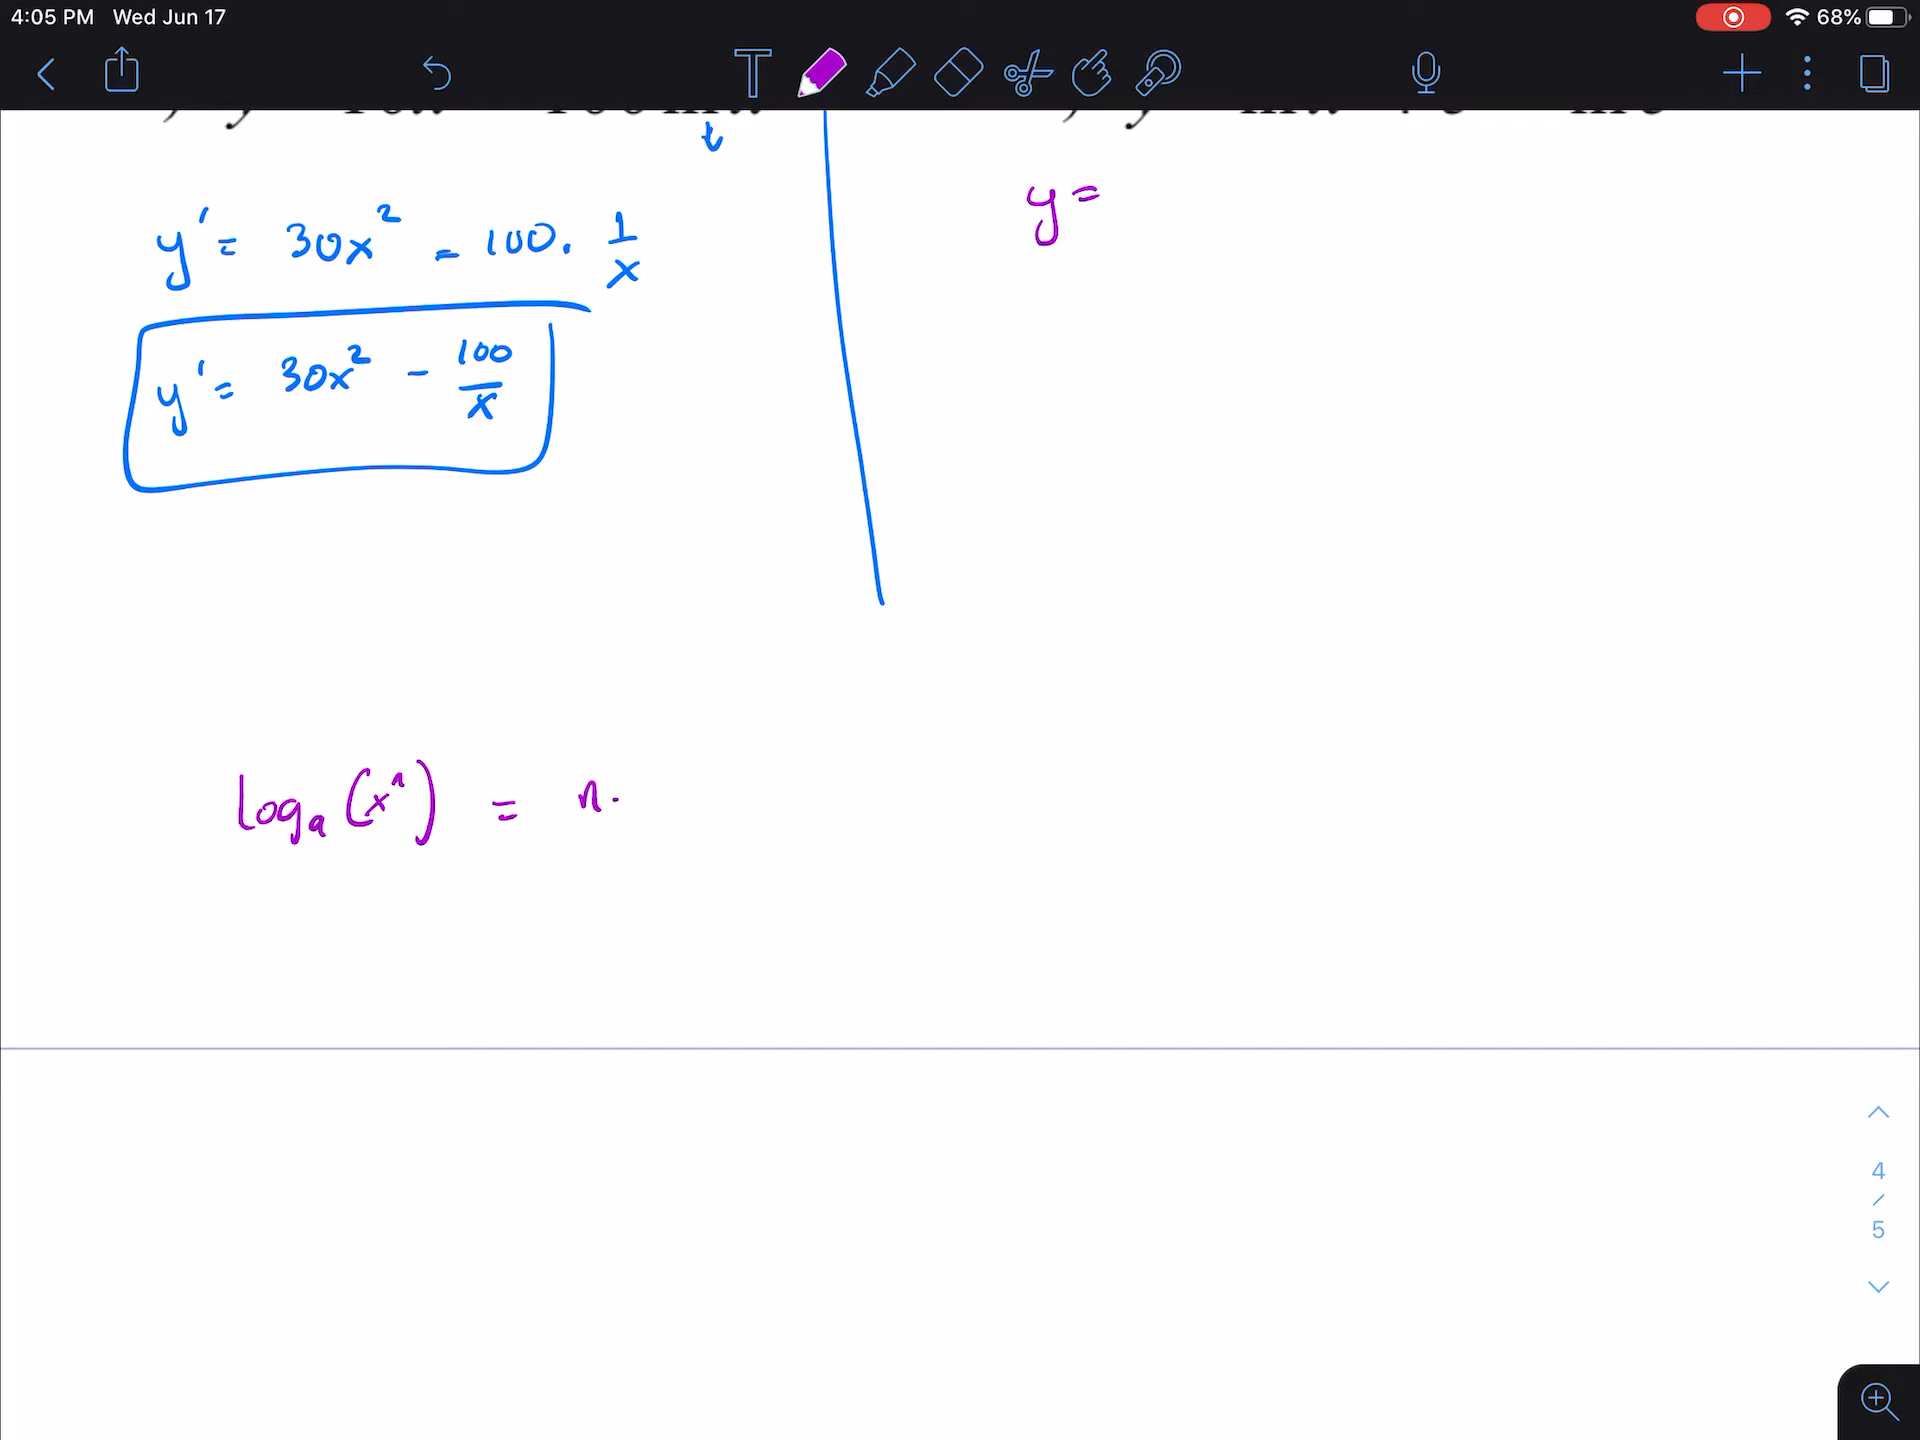 4:05 PM Wed Jun 17
68%
T
y' = 30x² - 100 · 1/x
y' = 30x² - 100/x
y =
logₐ(xⁿ) = n·
4
/
5